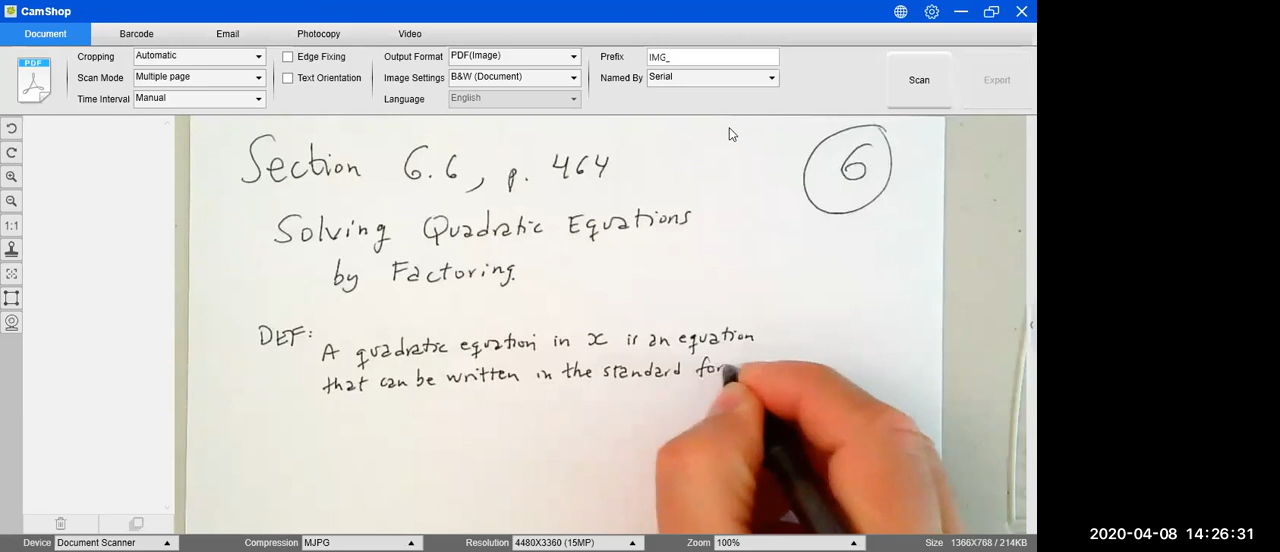 CamShop
Document Barcode Email Photocopy Video
PDF
Cropping Automatic Edge Fixing Output Format PDF(Image) Prefix IMG_
Scan Mode Multiple page Text Orientation Image Settings B&W (Document) Named By Serial
Time Interval Manual Language English
Scan Export
1:1
Section 6.6, p. 464
6
Solving Quadratic Equations
by Factoring.
DEF:
A quadratic equation in x is an equation
that can be written in the standard for
Device Document Scanner Compression MJPG Resolution 4480X3360 (15MP) Zoom 100% Size 1366X768 / 214KB
2020-04-08 14:26:31